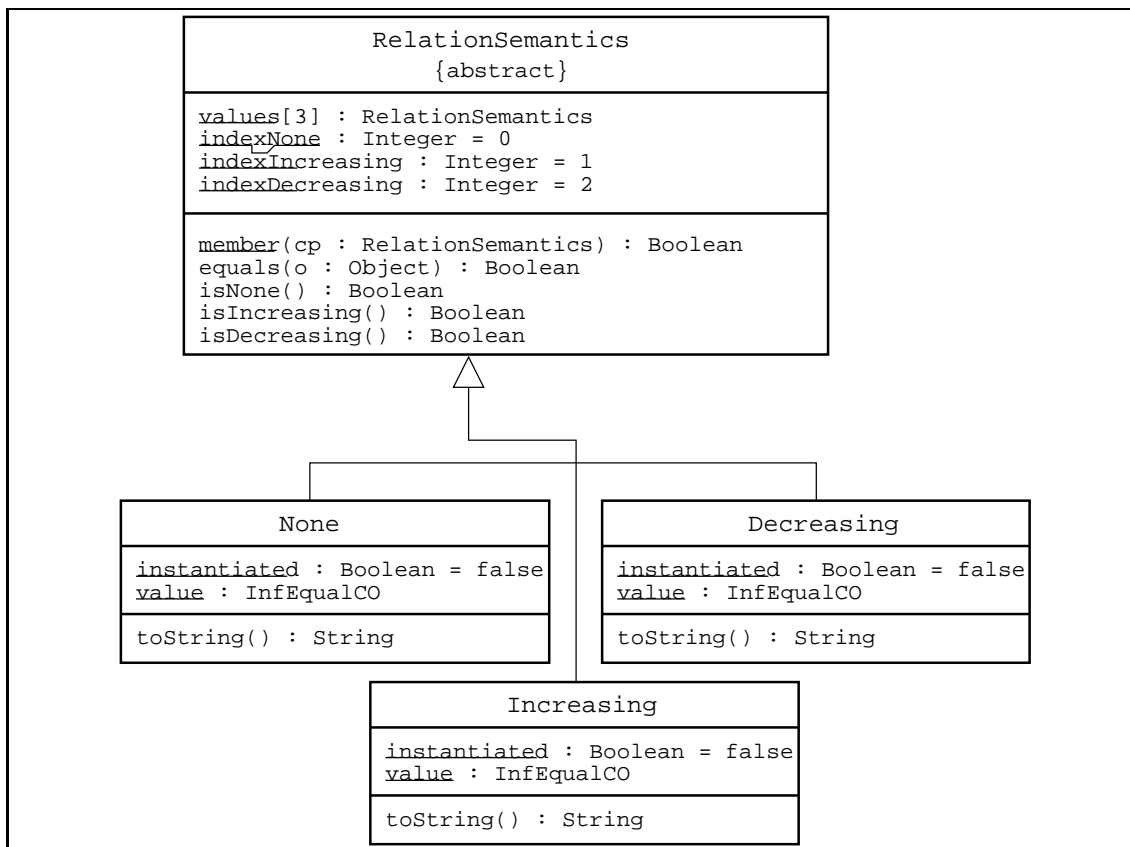 RelationSemantics
{abstract}
values[3] : RelationSemantics
indexNone : Integer = 0
indexIncreasing : Integer = 1
indexDecreasing : Integer = 2
member(cp : RelationSemantics) : Boolean
equals(o : Object) : Boolean
isNone() : Boolean
isIncreasing() : Boolean
isDecreasing() : Boolean
None
instantiated : Boolean = false
value : InfEqualCO
toString() : String
Decreasing
instantiated : Boolean = false
value : InfEqualCO
toString() : String
Increasing
instantiated : Boolean = false
value : InfEqualCO
toString() : String